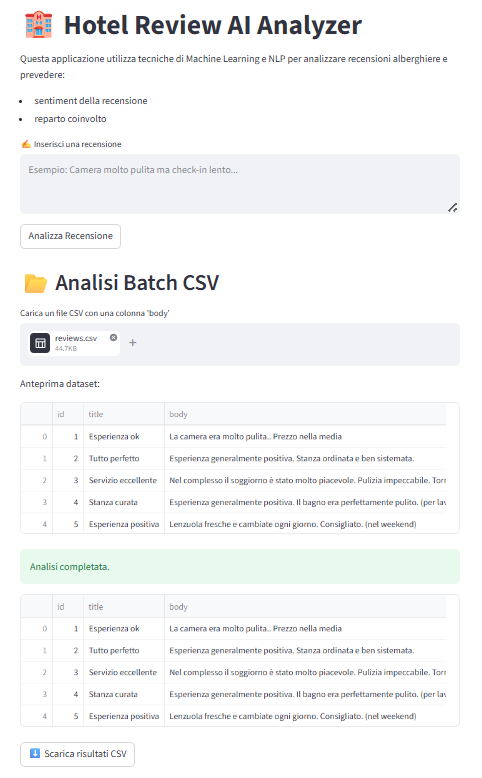 Hotel Review AI Analyzer
Questa applicazione utilizza tecniche di Machine Learning e NLP per analizzare recensioni alberghiere e
prevedere:
• sentiment della recensione
• reparto coinvolto
✍️ Inserisci una recensione
Esempio: Camera molto pulita ma check-in lento...
Analizza Recensione
Analisi Batch CSV
Carica un file CSV con una colonna 'body'
reviews.csv
44.7KB
Anteprima dataset:
id title body
0 1 Esperienza ok La camera era molto pulita.. Prezzo nella media
1 2 Tutto perfetto Esperienza generalmente positiva. Stanza ordinata e ben sistemata.
2 3 Servizio eccellente Nel complesso il soggiorno è stato molto piacevole. Pulizia impeccabile. Torr
3 4 Stanza curata Esperienza generalmente positiva. Il bagno era perfettamente pulito. (per lav
4 5 Esperienza positiva Lenzuola fresche e cambiate ogni giorno. Consigliato. (nel weekend)
Analisi completata.
id title body
0 1 Esperienza ok La camera era molto pulita.. Prezzo nella media
1 2 Tutto perfetto Esperienza generalmente positiva. Stanza ordinata e ben sistemata.
2 3 Servizio eccellente Nel complesso il soggiorno è stato molto piacevole. Pulizia impeccabile. Torr
3 4 Stanza curata Esperienza generalmente positiva. Il bagno era perfettamente pulito. (per lav
4 5 Esperienza positiva Lenzuola fresche e cambiate ogni giorno. Consigliato. (nel weekend)
Scarica risultati CSV